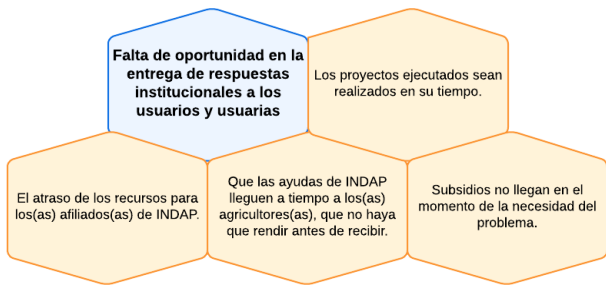 Falta de oportunidad en la
entrega de respuestas
institucionales a los
usuarios y usuarias
Los proyectos ejecutados sean
realizados en su tiempo.
El atraso de los recursos para
los(as) afiliados(as) de INDAP.
Que las ayudas de INDAP
lleguen a tiempo a los(as)
agricultores(as), que no haya
que rendir antes de recibir.
Subsidios no llegan en el
momento de la necesidad del
problema.